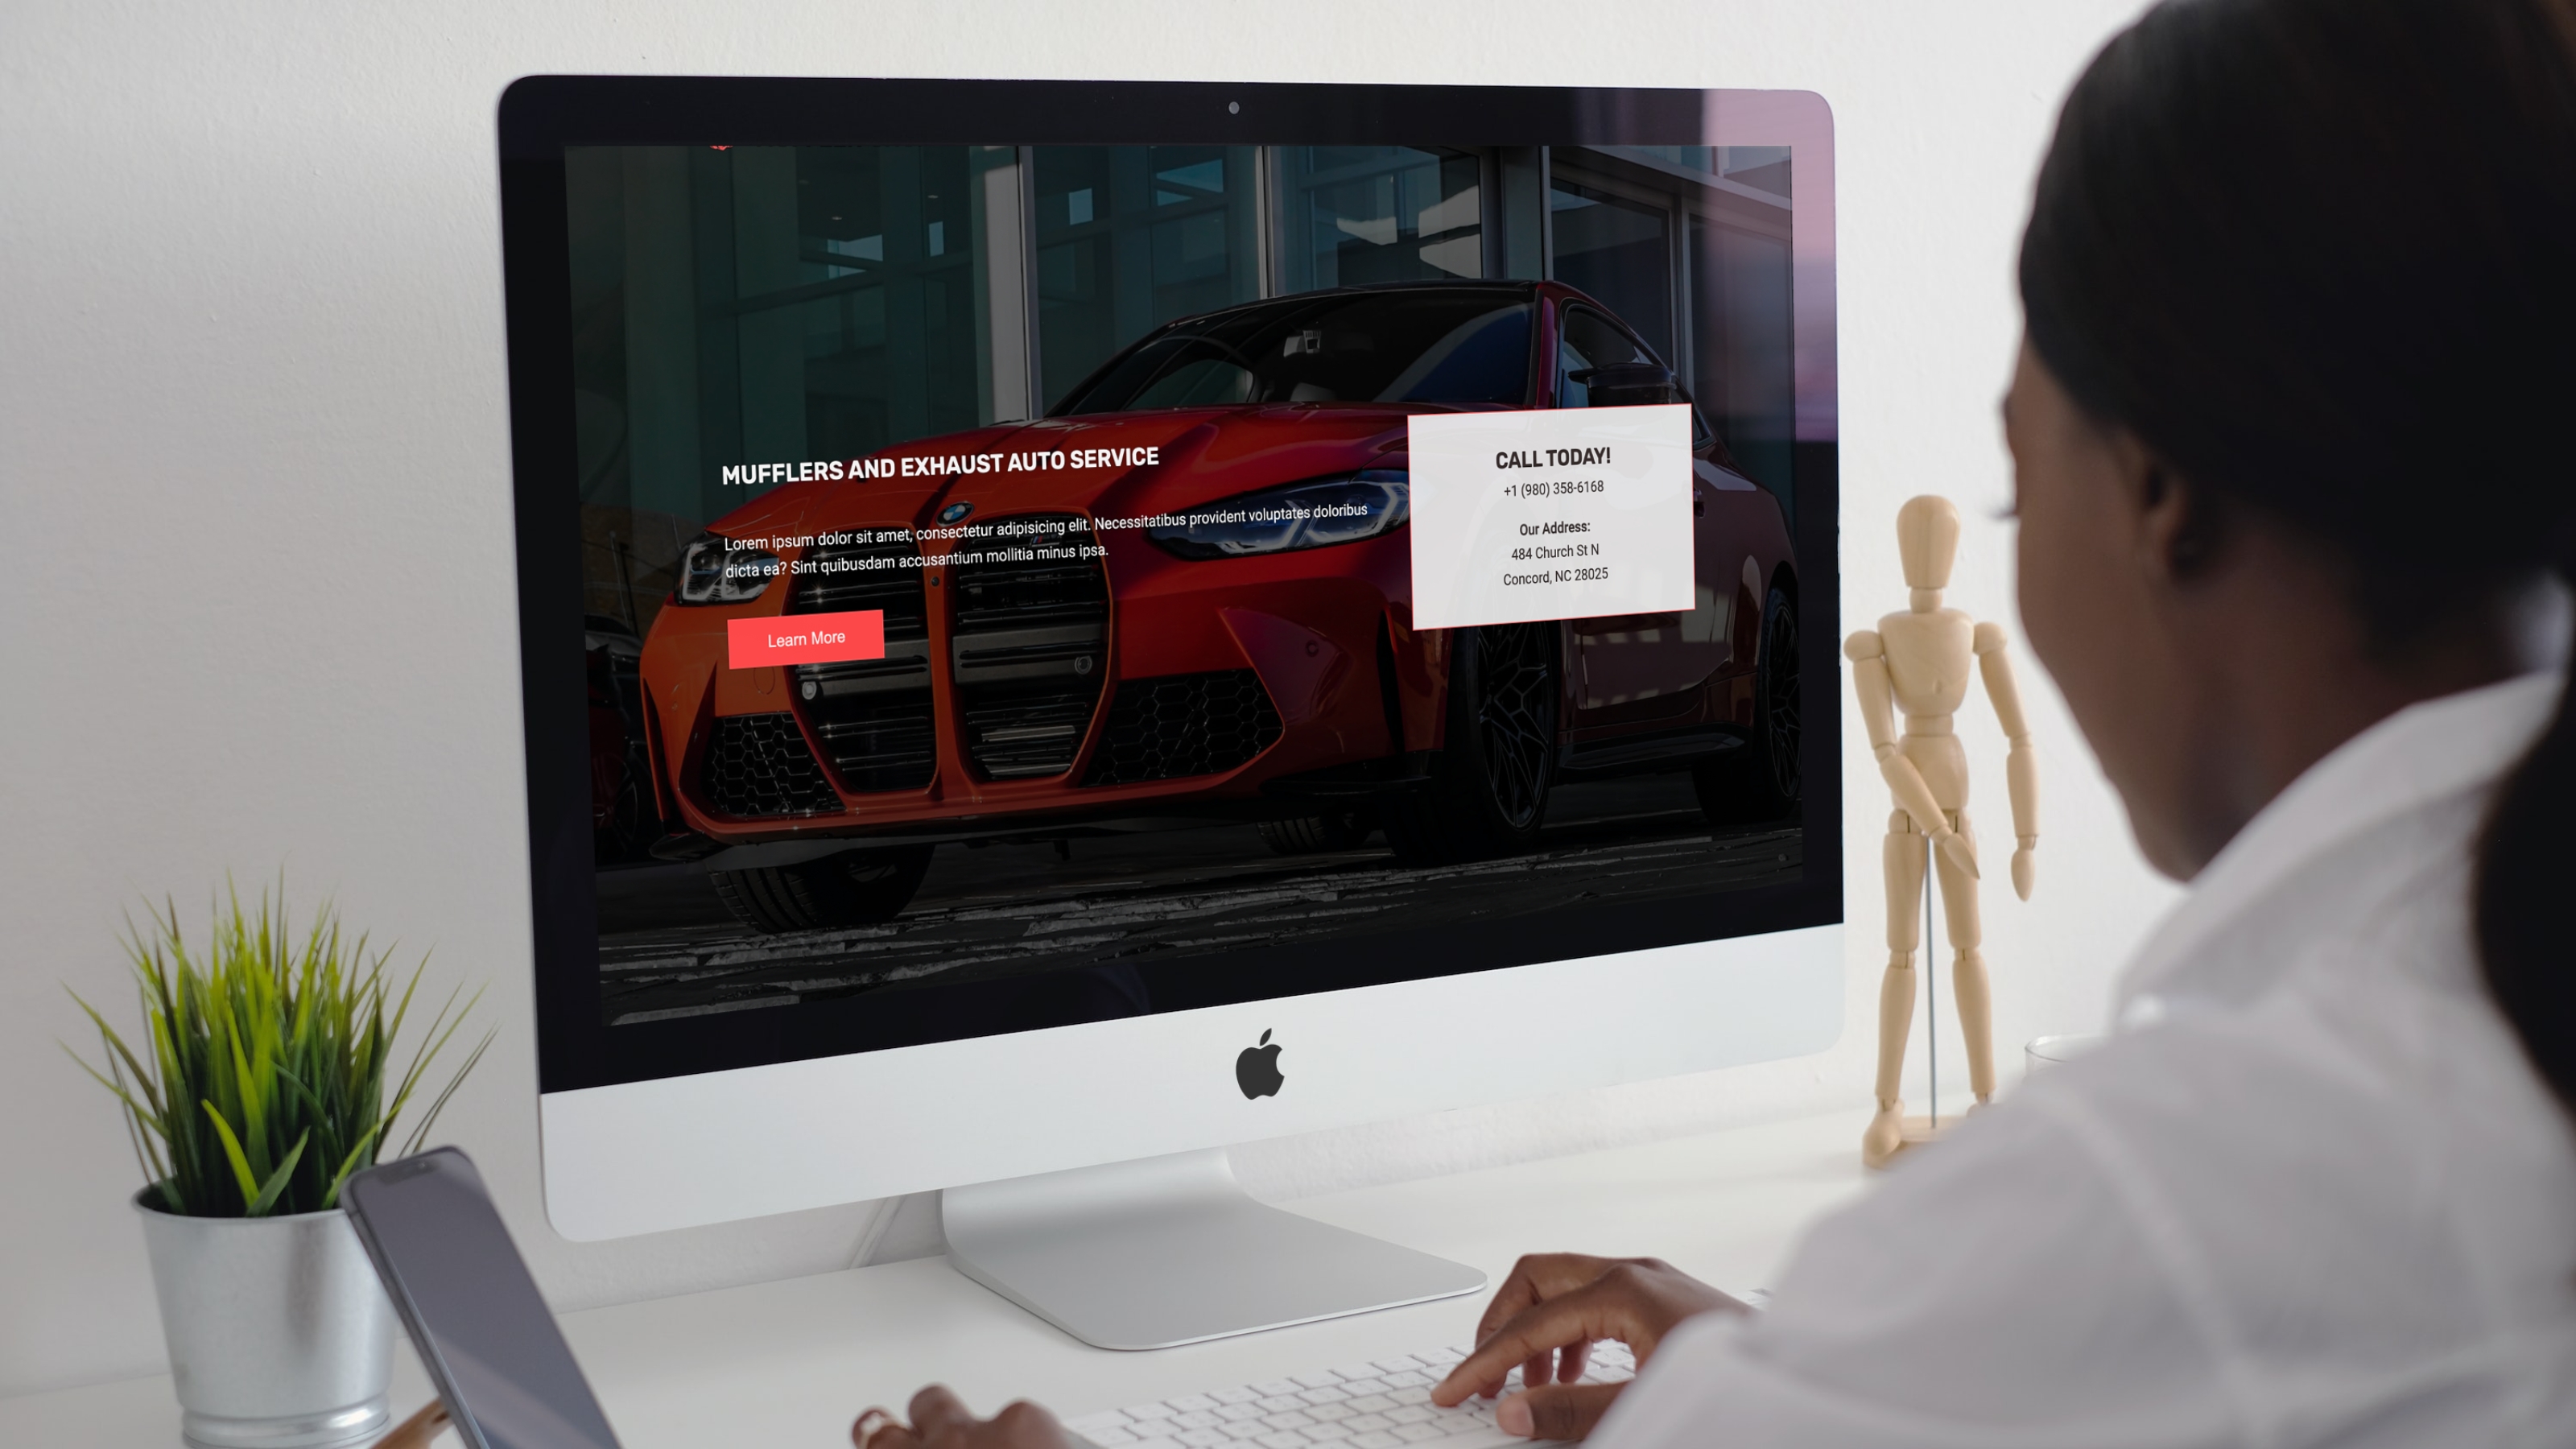 MUFFLERS AND EXHAUST AUTO SERVICE
Lorem ipsum dolor sit amet, consectetur adipisicing elit. Necessitatibus provident voluptates doloribus
dicta ea? Sint quibusdam accusantium mollitia minus ipsa.
Learn More
CALL TODAY!
+1 (980) 358-6168
Our Address:
484 Church St N
Concord, NC 28025